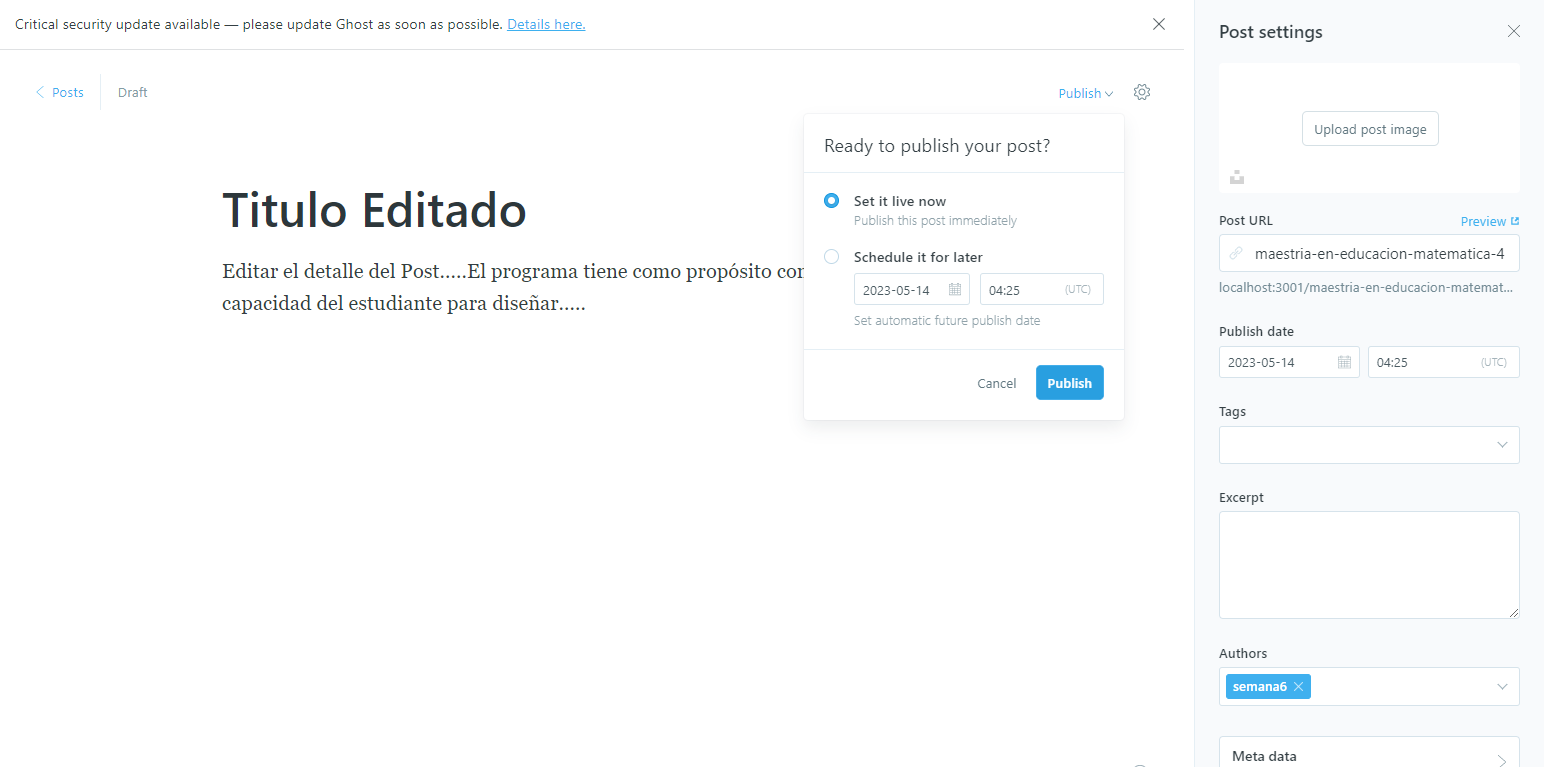 Critical security update available — please update Ghost as soon as possible. Details here.
Posts
Draft
Publish
Ready to publish your post?
Set it live now
Publish this post immediately
Schedule it for later
2023-05-14
04:25 (UTC)
Set automatic future publish date
Cancel
Publish
Titulo Editado
Editar el detalle del Post.....El programa tiene como propósito
capacidad del estudiante para diseñar.....
Post settings
Upload post image
Post URL
Preview
maestria-en-educacion-matematica-4
localhost:3001/maestria-en-educacion-matemat...
Publish date
2023-05-14
04:25 (UTC)
Tags
Excerpt
Authors
semana6
Meta data